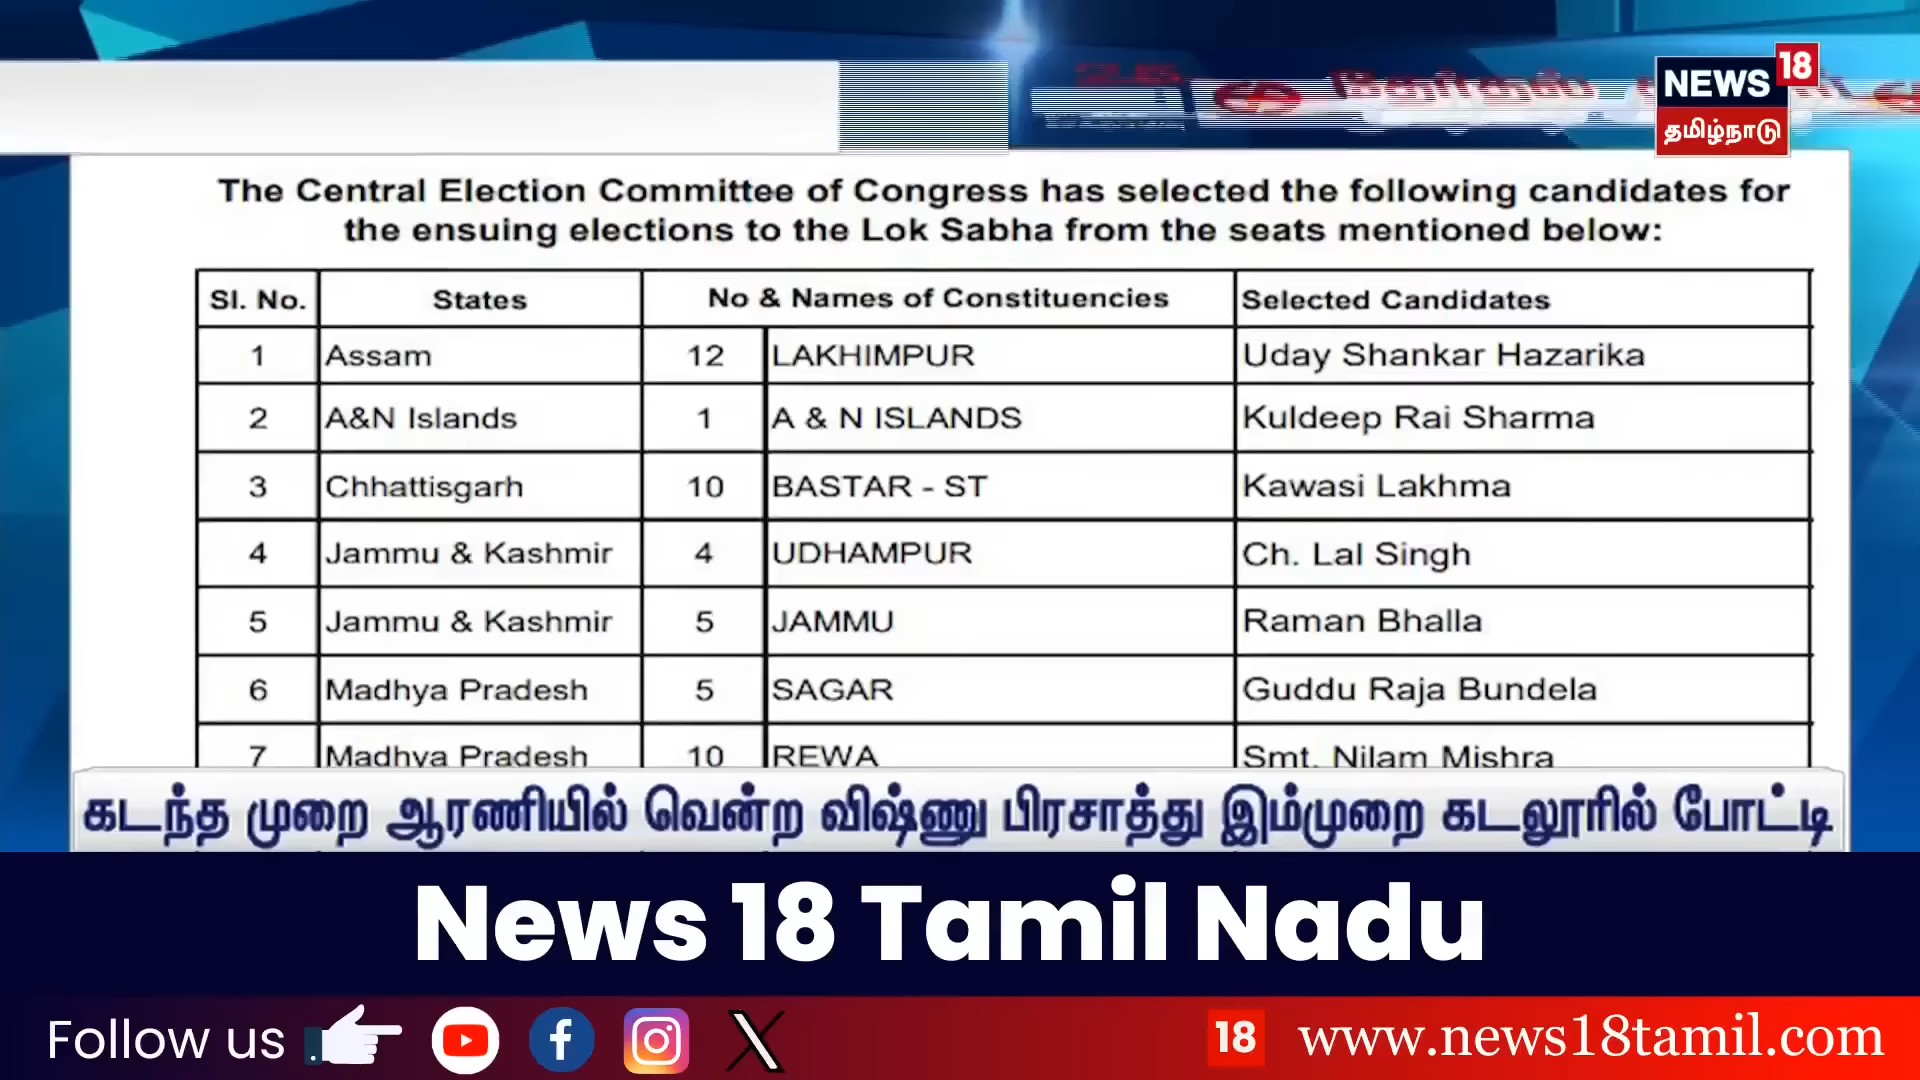 NEWS 18
தமிழ்நாடு
The Central Election Committee of Congress has selected the following candidates for
the ensuing elections to the Lok Sabha from the seats mentioned below:
Sl. No. States No & Names of Constituencies Selected Candidates
1 Assam 12 LAKHIMPUR Uday Shankar Hazarika
2 A&N Islands 1 A & N ISLANDS Kuldeep Rai Sharma
3 Chhattisgarh 10 BASTAR - ST Kawasi Lakhma
4 Jammu & Kashmir 4 UDHAMPUR Ch. Lal Singh
5 Jammu & Kashmir 5 JAMMU Raman Bhalla
6 Madhya Pradesh 5 SAGAR Guddu Raja Bundela
7 Madhya Pradesh 10 REWA Smt. Nilam Mishra
கடந்த முறை ஆரணியில் வென்ற விஷ்ணு பிரசாத்து இம்முறை கடலூரில் போட்டி
News 18 Tamil Nadu
Follow us 18 www.news18tamil.com